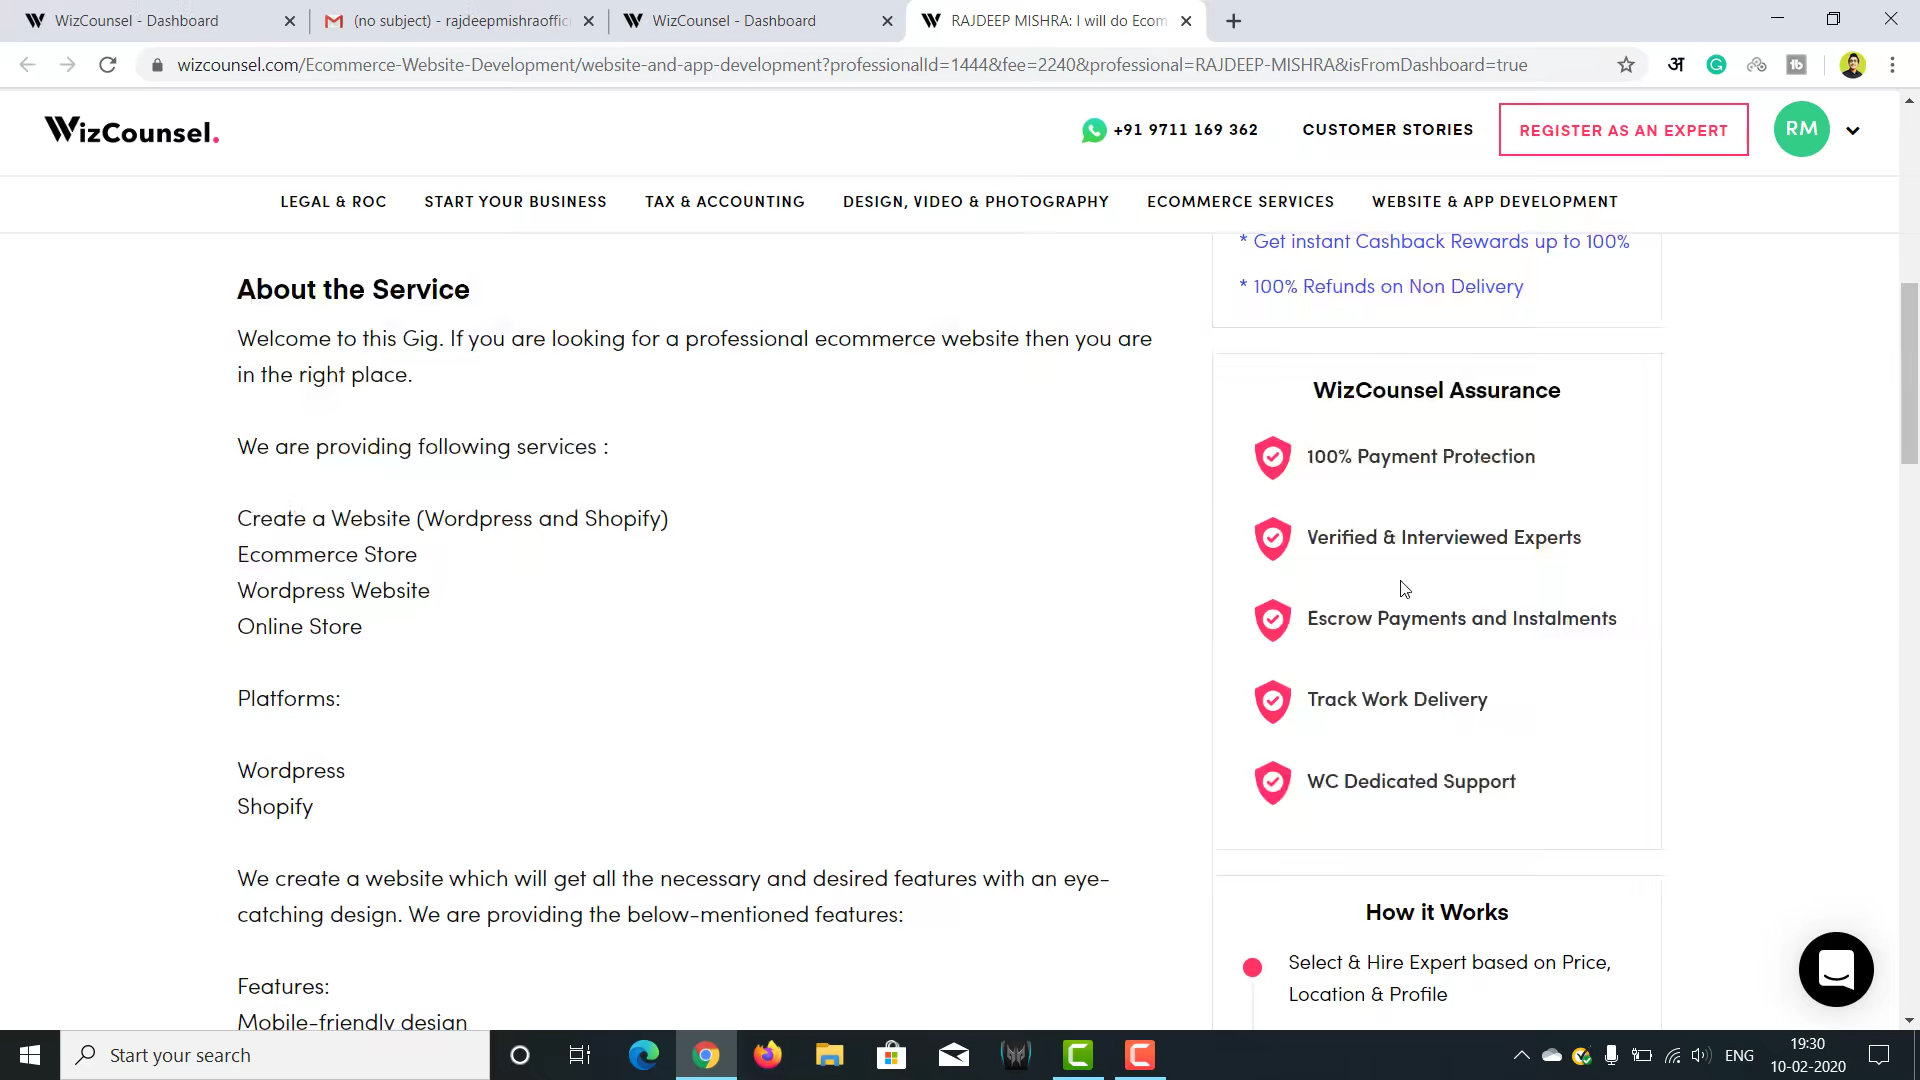 WizCounsel - Dashboard
(no subject) - rajdeepmishraoffic
WizCounsel - Dashboard
RAJDEEP MISHRA: I will do Ecom
wizcounsel.com/Ecommerce-Website-Development/website-and-app-development?professionalId=1444&fee=2240&professional=RAJDEEP-MISHRA&isFromDashboard=true
अ
WizCounsel.
+91 9711 169 362
CUSTOMER STORIES
REGISTER AS AN EXPERT
RM
LEGAL & ROC
START YOUR BUSINESS
TAX & ACCOUNTING
DESIGN, VIDEO & PHOTOGRAPHY
ECOMMERCE SERVICES
WEBSITE & APP DEVELOPMENT
About the Service
Welcome to this Gig. If you are looking for a professional ecommerce website then you are
in the right place.
We are providing following services :
Create a Website (Wordpress and Shopify)
Ecommerce Store
Wordpress Website
Online Store
Platforms:
Wordpress
Shopify
We create a website which will get all the necessary and desired features with an eye-
catching design. We are providing the below-mentioned features:
Features:
Mobile-friendly design
* Get instant Cashback Rewards up to 100%
* 100% Refunds on Non Delivery
WizCounsel Assurance
100% Payment Protection
Verified & Interviewed Experts
Escrow Payments and Instalments
Track Work Delivery
WC Dedicated Support
How it Works
Select & Hire Expert based on Price,
Location & Profile
Start your search
ENG
19:30
10-02-2020